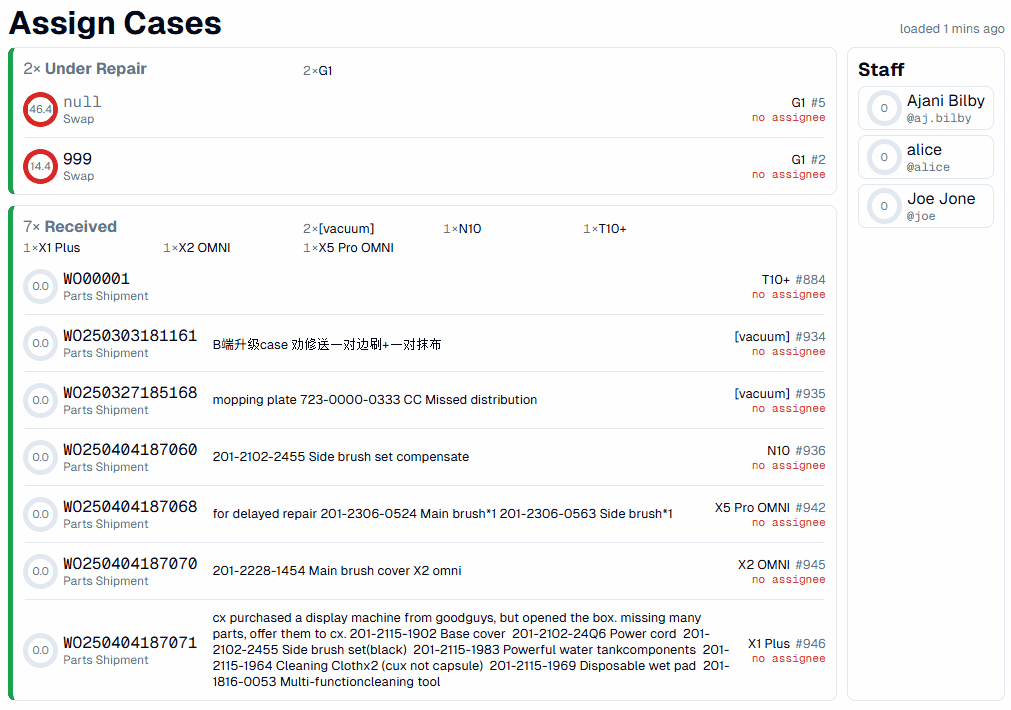 Assign Cases
loaded 1 mins ago
2× Under Repair
2×G1
46.4
null
Swap
G1 #5
no assignee
14.4
999
Swap
G1 #2
no assignee
7× Received
2×[vacuum]
1×N10
1×T10+
1×X1 Plus
1×X2 OMNI
1×X5 Pro OMNI
0.0
WO00001
Parts Shipment
T10+ #884
no assignee
0.0
WO250303181161
Parts Shipment
B端升级case 劝修送一对边刷+一对抹布
[vacuum] #934
no assignee
0.0
WO250327185168
Parts Shipment
mopping plate 723-0000-0333 CC Missed distribution
[vacuum] #935
no assignee
0.0
WO250404187060
Parts Shipment
201-2102-2455 Side brush set compensate
N10 #936
no assignee
0.0
WO250404187068
Parts Shipment
for delayed repair 201-2306-0524 Main brush*1 201-2306-0563 Side brush*1
X5 Pro OMNI #942
no assignee
0.0
WO250404187070
Parts Shipment
201-2228-1454 Main brush cover X2 omni
X2 OMNI #945
no assignee
0.0
WO250404187071
Parts Shipment
cx purchased a display machine from goodguys, but opened the box. missing many
parts, offer them to cx. 201-2115-1902 Base cover  201-2102-24Q6 Power cord  201-
2102-2455 Side brush set(black)  201-2115-1983 Powerful water tankcomponents  201-
2115-1964 Cleaning Clothx2 (cux not capsule)  201-2115-1969 Disposable wet pad  201-
1816-0053 Multi-functioncleaning tool
X1 Plus #946
no assignee
Staff
0
Ajani Bilby
@aj.bilby
0
alice
@alice
0
Joe Jone
@joe